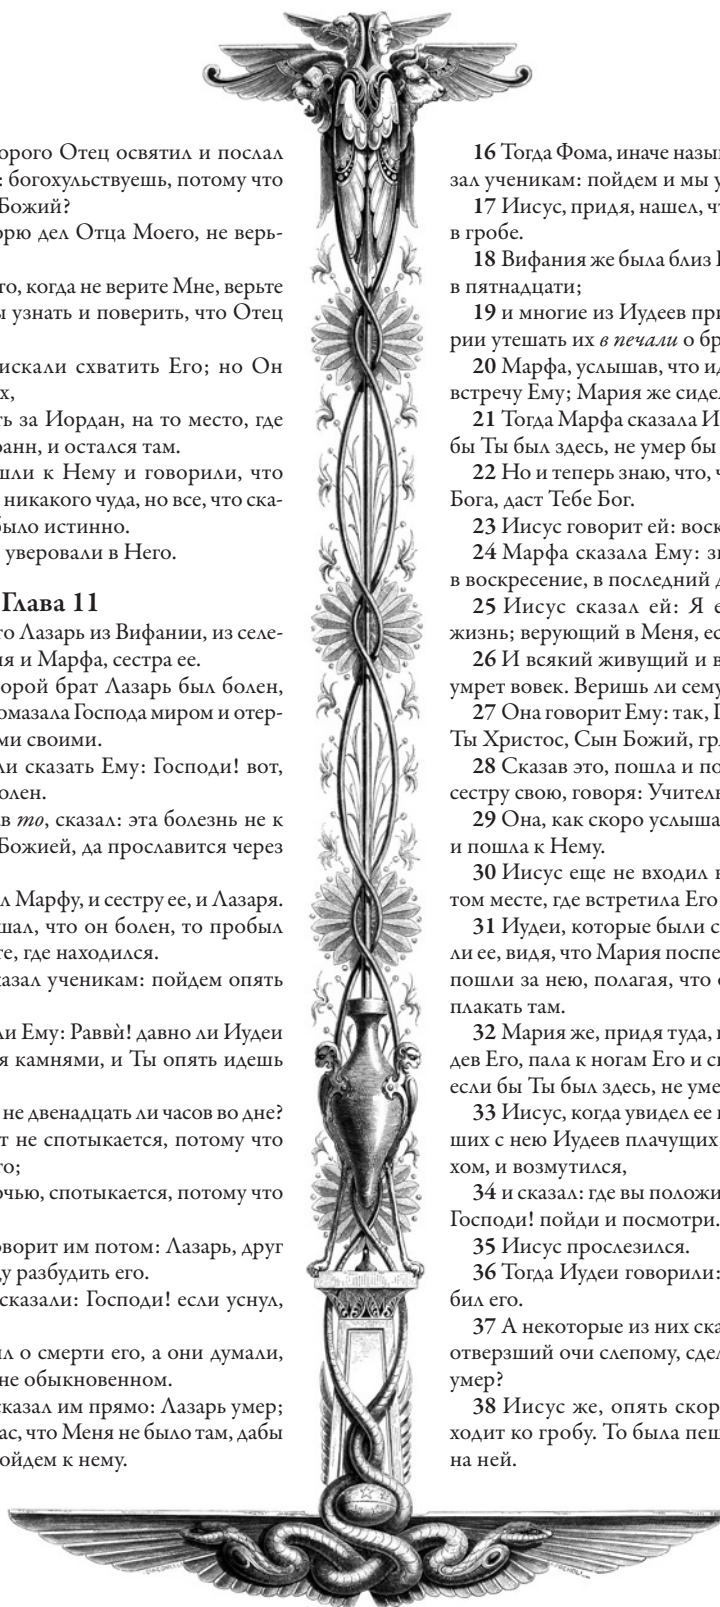 орого Отец освятил и послал
: богохульствуешь, потому что
Божий?
орю дел Отца Моего, не верь-
то, когда не верите Мне, верьте
ы узнать и поверить, что Отец
искали схватить Его; но Он
х,
ть за Иордан, на то место, где
оанн, и остался там.
шли к Нему и говорили, что
никакого чуда, но все, что ска-
было истинно.
уверовали в Него.
Глава 11
то Лазарь из Вифании, из селе-
ия и Марфа, сестра ее.
орой брат Лазарь был болен,
омазала Господа миром и отер-
ми своими.
ли сказать Ему: Господи! вот,
олен.
в то, сказал: эта болезнь не к
Божией, да прославится через
л Марфу, и сестру ее, и Лазаря.
шал, что он болен, то пробыл
те, где находился.
казал ученикам: пойдем опять
ли Ему: Раввѝ! давно ли Иудеи
я камнями, и Ты опять идешь
не двенадцать ли часов во дне?
т не спотыкается, потому что
го;
очью, спотыкается, потому что
оворит им потом: Лазарь, друг
ду разбудить его.
сказали: Господи! если уснул,
ил о смерти его, а они думали,
не обыкновенном.
сказал им прямо: Лазарь умер;
ас, что Меня не было там, дабы
ойдем к нему.
16 Тогда Фома, иначе назы
зал ученикам: пойдем и мы у
17 Иисус, придя, нашел, чт
в гробе.
18 Вифания же была близ И
в пятнадцати;
19 и многие из Иудеев при
рии утешать их в печали о бр
20 Марфа, услышав, что ид
встречу Ему; Мария же сидел
21 Тогда Марфа сказала И
бы Ты был здесь, не умер бы
22 Но и теперь знаю, что, ч
Бога, даст Тебе Бог.
23 Иисус говорит ей: воск
24 Марфа сказала Ему: зн
в воскресение, в последний д
25 Иисус сказал ей: Я е
жизнь; верующий в Меня, ес
26 И всякий живущий и в
умрет вовек. Веришь ли сему
27 Она говорит Ему: так, Г
Ты Христос, Сын Божий, гр
28 Сказав это, пошла и по
сестру свою, говоря: Учитель
29 Она, как скоро услыша
и пошла к Нему.
30 Иисус еще не входил в
том месте, где встретила Его
31 Иудеи, которые были с
ли ее, видя, что Мария поспе
пошли за нею, полагая, что о
плакать там.
32 Мария же, придя туда,
дев Его, пала к ногам Его и ск
если бы Ты был здесь, не уме
33 Иисус, когда увидел ее п
ших с нею Иудеев плачущих
хом, и возмутился,
34 и сказал: где вы положи
Господи! пойди и посмотри.
35 Иисус прослезился.
36 Тогда Иудеи говорили:
бил его.
37 А некоторые из них ска
отверзший очи слепому, сдел
умер?
38 Иисус же, опять скор
ходит ко гробу. То была пещ
на ней.